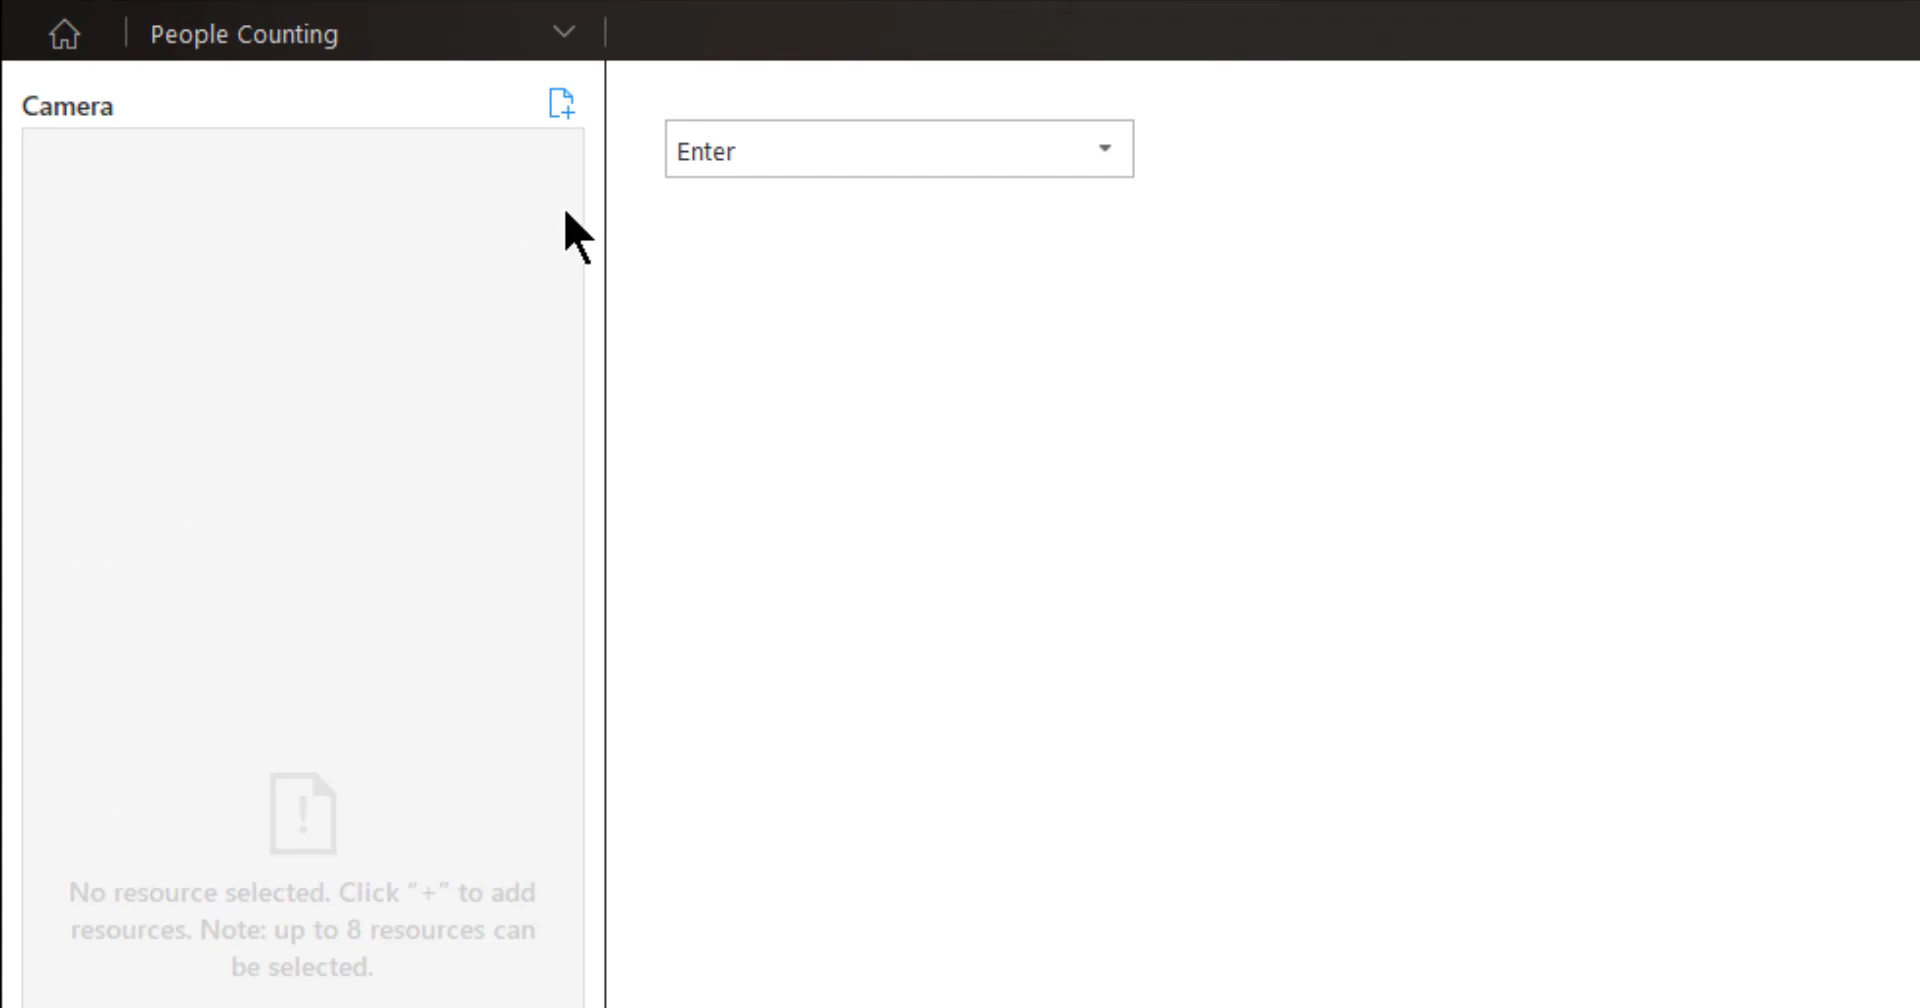 People Counting
Camera
Enter
No resource selected. Click “+” to add
resources. Note: up to 8 resources can
be selected.